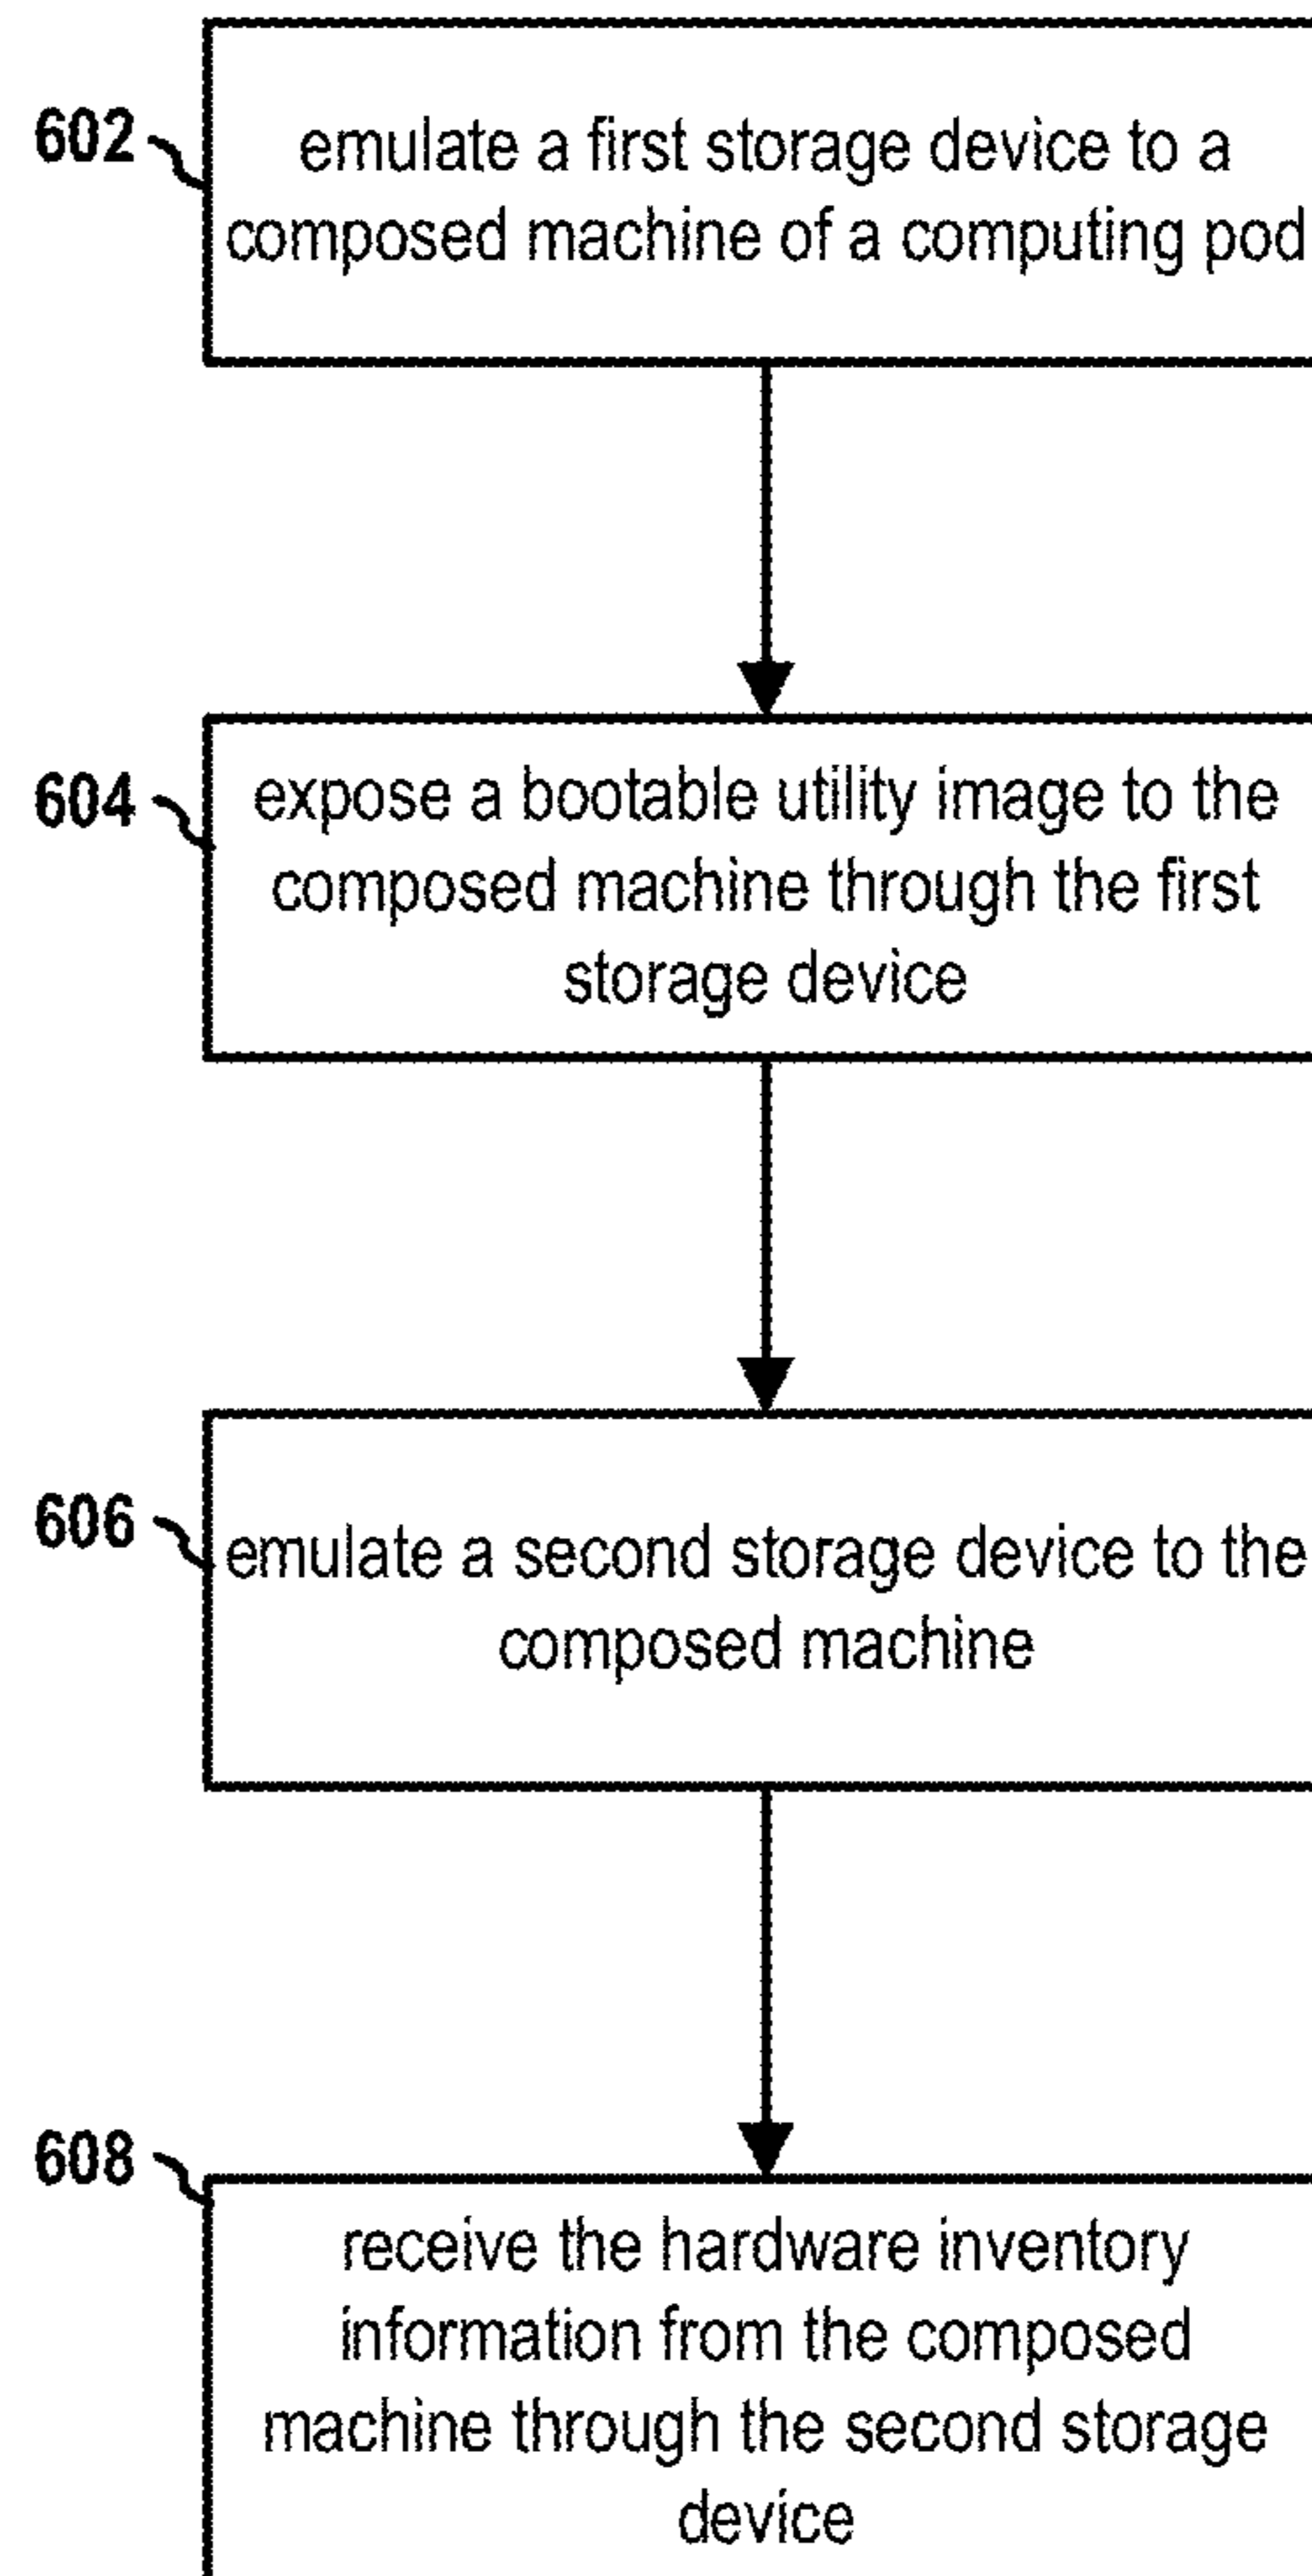 602
emulate a first storage device to a
composed machine of a computing pod
604
expose a bootable utility image to the
composed machine through the first
storage device
606
emulate a second storage device to the
composed machine
608
receive the hardware inventory
information from the composed
machine through the second storage
device